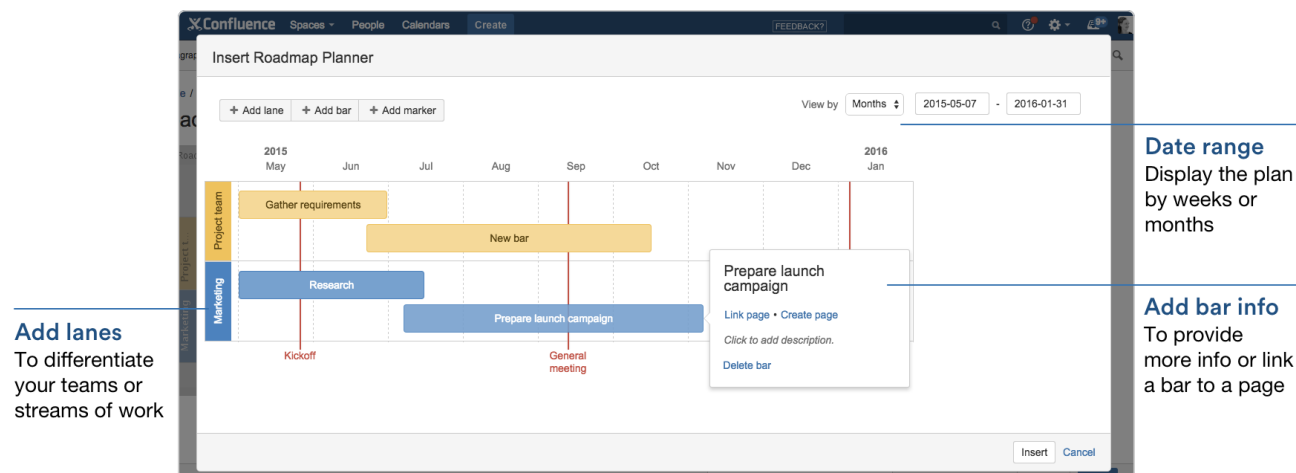 Confluence Spaces People Calendars Create FEEDBACK? 9+
Insert Roadmap Planner
+ Add lane + Add bar + Add marker
View by Months 2015-05-07 - 2016-01-31
2015 2016
May Jun Jul Aug Sep Oct Nov Dec Jan
Project team
Gather requirements
New bar
Marketing
Research
Prepare launch campaign
Kickoff
General
meeting
Prepare launch
campaign
Link page • Create page
Click to add description.
Delete bar
Insert Cancel
Add lanes
To differentiate
your teams or
streams of work
Date range
Display the plan
by weeks or
months
Add bar info
To provide
more info or link
a bar to a page